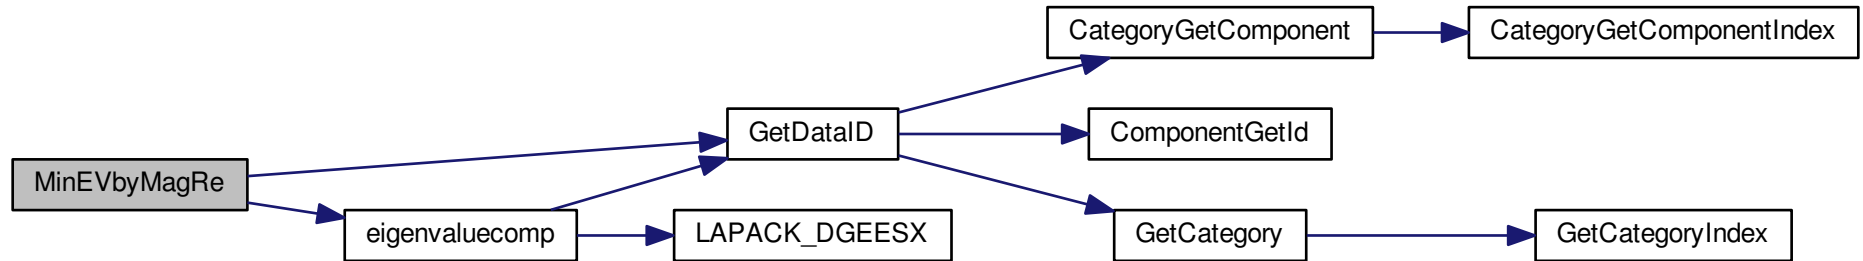 CategoryGetComponent
CategoryGetComponentIndex
GetDataID
ComponentGetId
MinEVbyMagRe
eigenvaluecomp
LAPACK_DGEESX
GetCategory
GetCategoryIndex